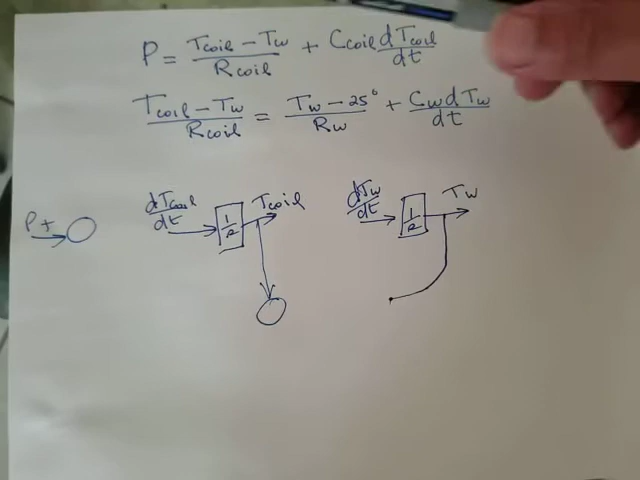 P = Tcoil - Tw / Rcoil + Ccoil dTcoil / dt
Tcoil - Tw / Rcoil = Tw - 25° / Rw + Cw dTw / dt
P +
dTcoil / dt
1 / s
Tcoil
dTw / dt
1 / s
Tw